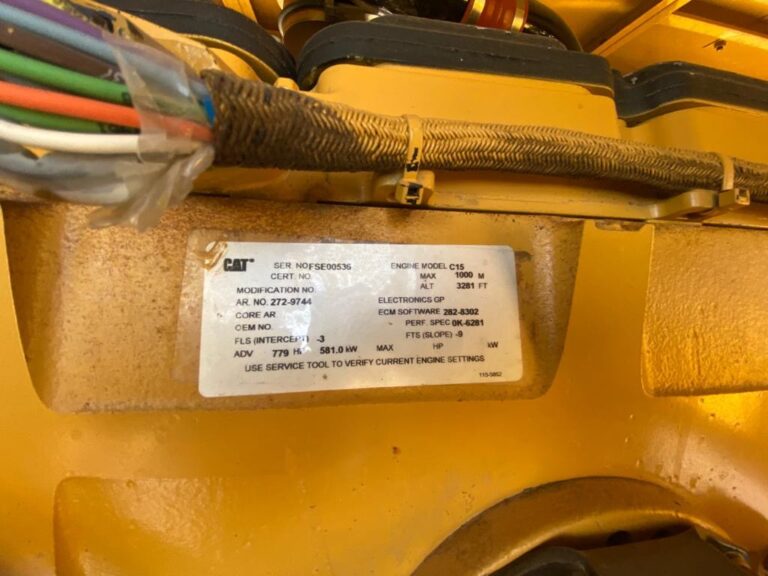 CAT® SER. NO FSE00536 ENGINE MODEL C15
CERT. NO. MAX 1000 M
MODIFICATION NO. ALT 3281 FT
AR. NO. 272-9744 ELECTRONICS GP
CORE AR ECM SOFTWARE 282-8302
OEM NO. PERF. SPEC 0K-6281
FLS (INTERCEPT) -3 FTS (SLOPE) -9
ADV 779 HP 581.0 kW MAX HP kW
USE SERVICE TOOL TO VERIFY CURRENT ENGINE SETTINGS
115-5852